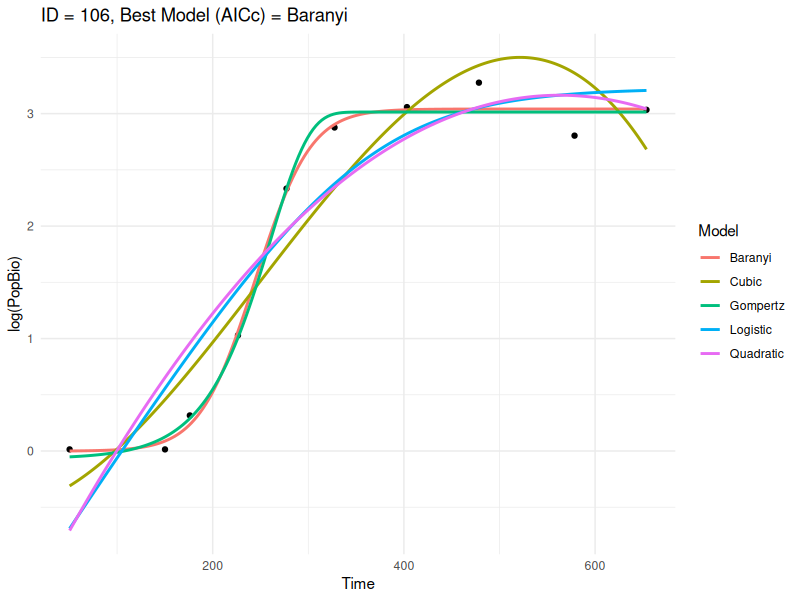 ID = 106, Best Model (AICc) = Baranyi
log(PopBio)
3
2
1
0
200
400
600
Time
Model
Baranyi
Cubic
Gompertz
Logistic
Quadratic